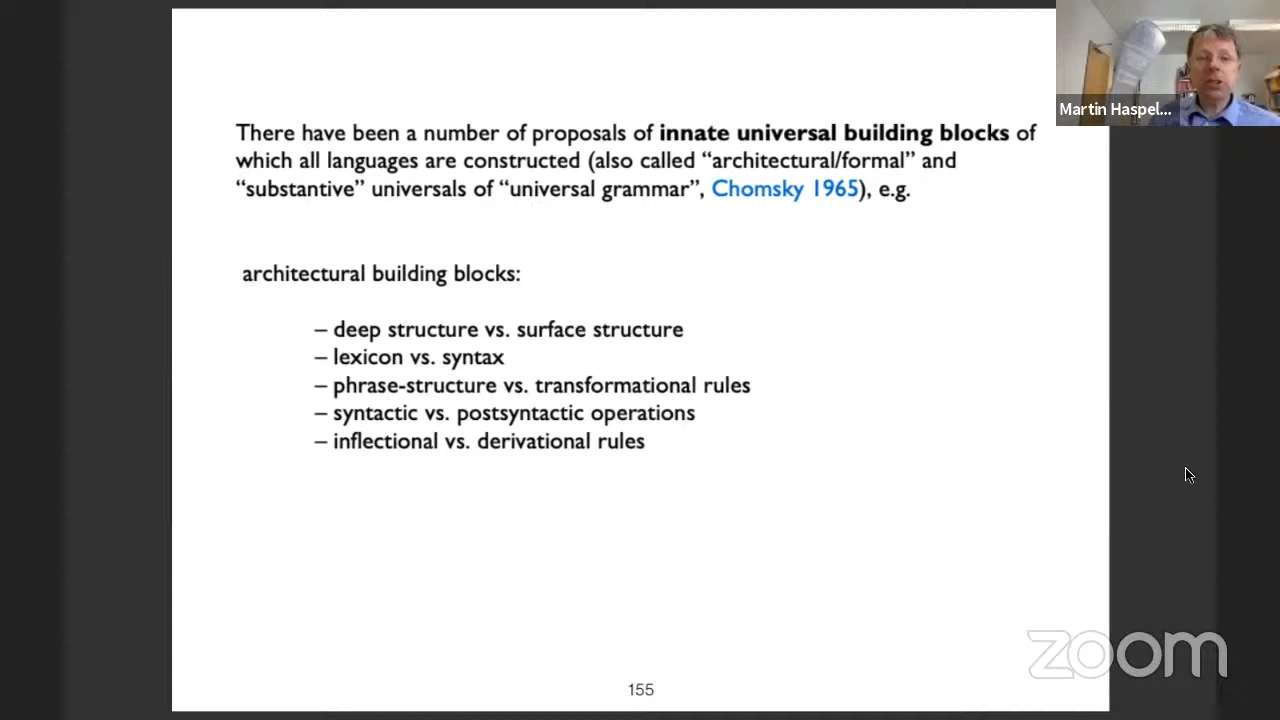 There have been a number of proposals of innate universal building blocks of
which all languages are constructed (also called “architectural/formal” and
“substantive” universals of “universal grammar”, Chomsky 1965), e.g.
architectural building blocks:
– deep structure vs. surface structure
– lexicon vs. syntax
– phrase-structure vs. transformational rules
– syntactic vs. postsyntactic operations
– inflectional vs. derivational rules
155
Martin Haspel...
zoom